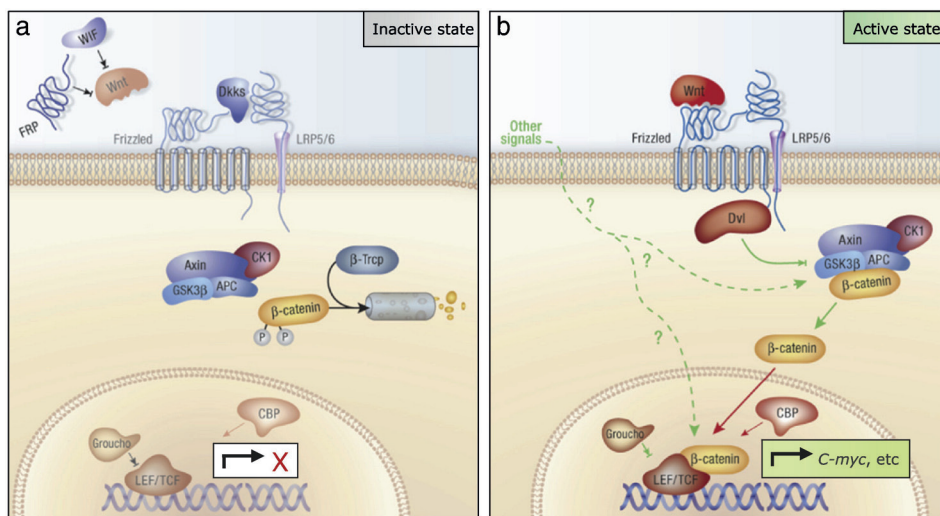 a
Inactive state
WIF
Wnt
FRP
Dkks
Frizzled
LRP5/6
CK1
Axin
GSK3β
APC
β-Trcp
β-catenin
P
P
CBP
Groucho
X
LEF/TCF
b
Active state
Wnt
Other
signals
Frizzled
LRP5/6
?
Dvl
CK1
Axin
?
GSK3β
APC
β-catenin
?
β-catenin
CBP
Groucho
β-catenin
C-myc, etc
LEF/TCF